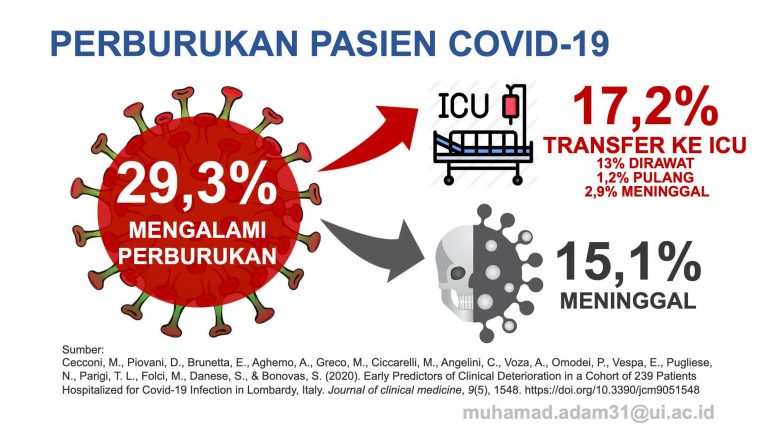 PERBURUKAN PASIEN COVID-19
29,3%
MENGALAMI
PERBURUKAN
ICU
17,2%
TRANSFER KE ICU
13% DIRAWAT
1,2% PULANG
2,9% MENINGGAL
15,1%
MENINGGAL
Sumber:
Cecconi, M., Piovani, D., Brunetta, E., Aghemo, A., Greco, M., Ciccarelli, M., Angelini, C., Voza, A., Omodei, P., Vespa, E., Pugliese,
N., Parigi, T. L., Folci, M., Danese, S., & Bonovas, S. (2020). Early Predictors of Clinical Deterioration in a Cohort of 239 Patients
Hospitalized for Covid-19 Infection in Lombardy, Italy. Journal of clinical medicine, 9(5), 1548. https://doi.org/10.3390/jcm9051548
muhamad.adam31@ui.ac.id